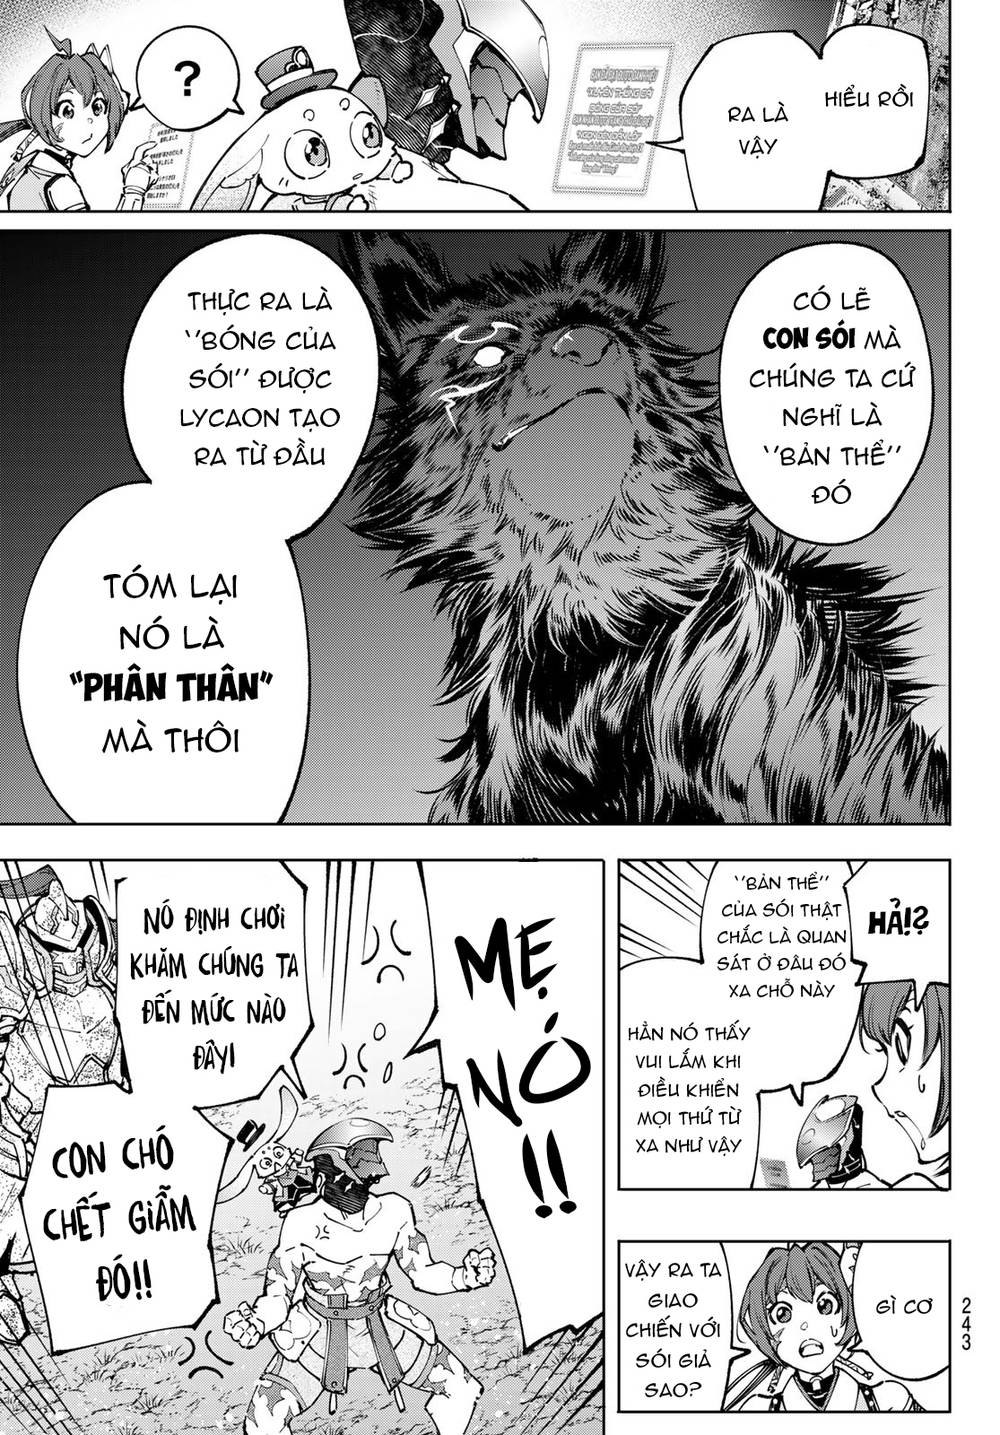 HIỂU RỒI
RA LÀ
VẬY
?
CÓ LẼ
CON SÓI MÀ
CHÚNG TA CỨ
NGHĨ LÀ
''BẢN THỂ''
ĐÓ
THỰC RA LÀ
''BÓNG CỦA
SÓI'' ĐƯỢC
LYCAON TẠO
RA TỪ ĐẦU
TÓM LẠI
NÓ LÀ
"PHÂN THÂN"
MÀ THÔI
HẢ!?
''BẢN THỂ''
CỦA SÓI THẬT
CHẮC LÀ QUAN
SÁT Ở ĐÂU ĐÓ
XA CHỖ NÀY
HẲN NÓ THẤY
VUI LẮM KHI
ĐIỀU KHIỂN
MỌI THỨ TỪ
XA NHƯ VẬY
GÌ CƠ
VẬY RA TA
GIAO
CHIẾN VỚI
SÓI GIẢ
SAO?
MẸ
NÓ!!
NÓ ĐỊNH CHƠI
KHĂM CHÚNG TA
ĐẾN MỨC NÀO
ĐÂY!
CON CHÓ
CHẾT GIẪM
ĐÓ!!
243